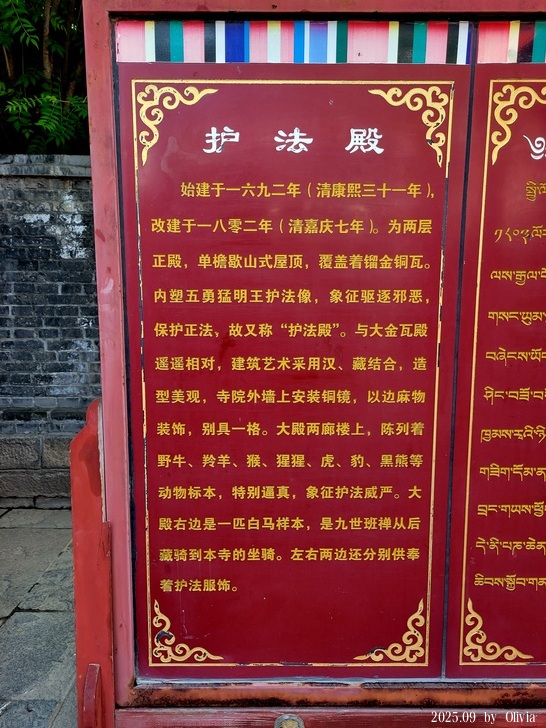 护法殿
始建于一六九二年（清康熙三十一年），
改建于一八零二年（清嘉庆七年）。为两层
正殿，单檐歇山式屋顶，覆盖着镏金铜瓦。
内塑五勇猛明王护法像，象征驱逐邪恶，
保护正法，故又称“护法殿”。与大金瓦殿
遥遥相对，建筑艺术采用汉、藏结合，造
型美观，寺院外墙上安装铜镜，以边麻物
装饰，别具一格。大殿两廊楼上，陈列着
野牛、羚羊、猴、猩猩、虎、豹、黑熊等
动物标本，特别逼真，象征护法威严。大
殿右边是一匹白马样本，是九世班禅从后
藏骑到本寺的坐骑。左右两边还分别供奉
着护法服饰。
2025.09 by Olivia